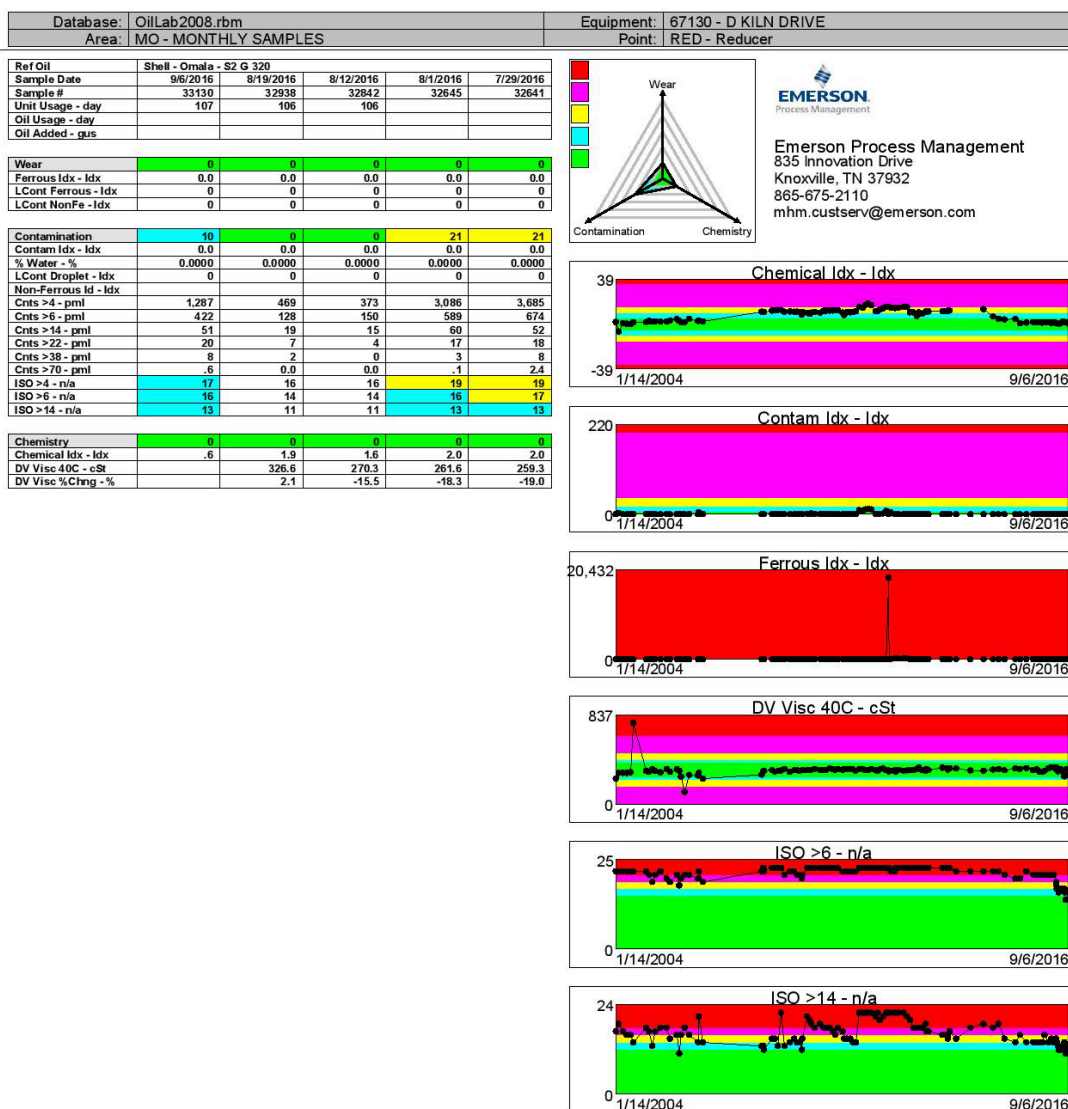 Database: OilLab2008.rbm Equipment: 67130 - D KILN DRIVE
Area: MO - MONTHLY SAMPLES Point: RED - Reducer
Ref Oil Shell - Omala - S2 G 320
Sample Date 9/6/2016 8/19/2016 8/12/2016 8/1/2016 7/29/2016
Sample # 33130 32938 32842 32645 32641
Unit Usage - day 107 106 106
Oil Usage - day
Oil Added - gus
Wear 0 0 0 0 0
Ferrous Idx - Idx 0.0 0.0 0.0 0.0 0.0
LCont Ferrous - Idx 0 0 0 0 0
LCont NonFe - Idx 0 0 0 0 0
Contamination 10 0 0 21 21
Contam Idx - Idx 0.0 0.0 0.0 0.0 0.0
% Water - % 0.0000 0.0000 0.0000 0.0000 0.0000
LCont Droplet - Idx 0 0 0 0 0
Non-Ferrous Id - Idx
Cnts >4 - pml 1,287 469 373 3,086 3,685
Cnts >6 - pml 422 128 150 589 674
Cnts >14 - pml 51 19 15 60 52
Cnts >22 - pml 20 7 4 17 18
Cnts >38 - pml 8 2 0 3 8
Cnts >70 - pml .6 0.0 0.0 .1 2.4
ISO >4 - n/a 17 16 16 19 19
ISO >6 - n/a 16 14 14 16 17
ISO >14 - n/a 13 11 11 13 13
Chemistry 0 0 0 0 0
Chemical Idx - Idx .6 1.9 1.6 2.0 2.0
DV Visc 40C - cSt 326.6 270.3 261.6 259.3
DV Visc %Chng - % 2.1 -15.5 -18.3 -19.0
Wear
Contamination Chemistry
EMERSON.
Process Management
Emerson Process Management
835 Innovation Drive
Knoxville, TN 37932
865-675-2110
mhm.custserv@emerson.com
Chemical Idx - Idx
39
-39
1/14/2004 9/6/2016
Contam Idx - Idx
220
0
1/14/2004 9/6/2016
Ferrous Idx - Idx
20,432
0
1/14/2004 9/6/2016
DV Visc 40C - cSt
837
0
1/14/2004 9/6/2016
ISO >6 - n/a
25
0
1/14/2004 9/6/2016
ISO >14 - n/a
24
0
1/14/2004 9/6/2016